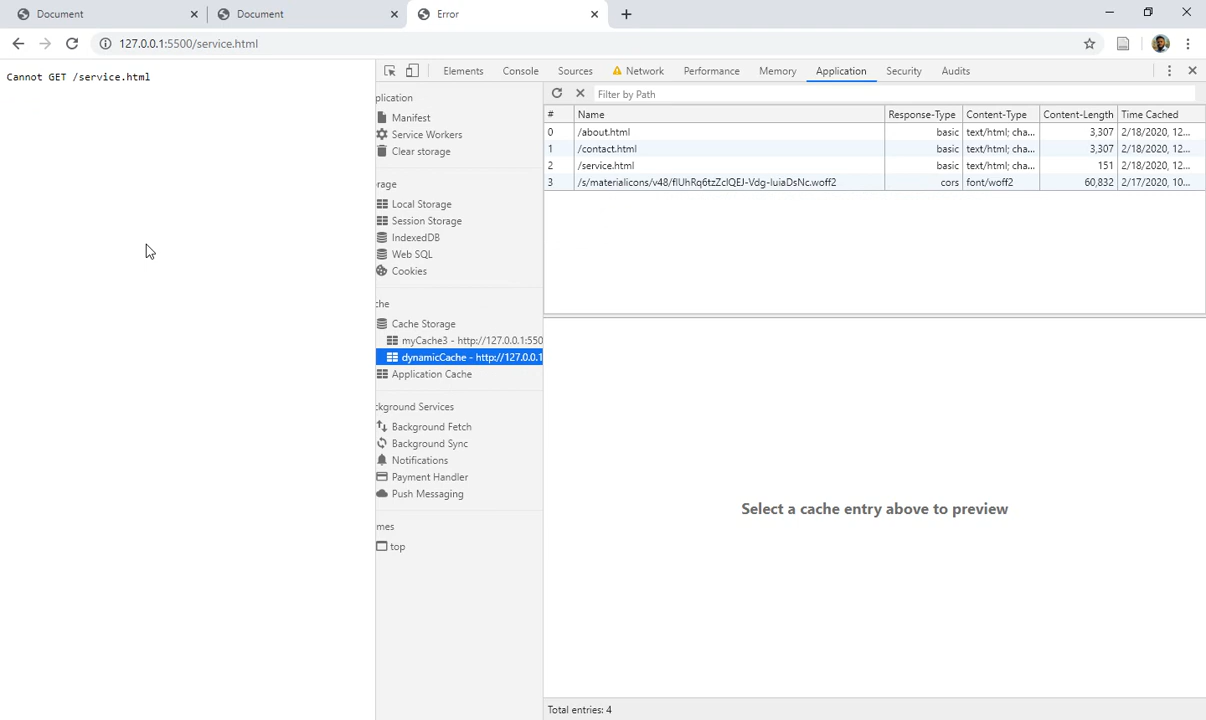 Document
Document
Error
127.0.0.1:5500/service.html
Cannot GET /service.html
Elements Console Sources Network Performance Memory Application Security Audits
plication
Manifest
Service Workers
Clear storage
orage
Local Storage
Session Storage
IndexedDB
Web SQL
Cookies
che
Cache Storage
myCache3 - http://127.0.0.1:550
dynamicCache - http://127.0.0.1
Application Cache
ckground Services
Background Fetch
Background Sync
Notifications
Payment Handler
Push Messaging
mes
top
Filter by Path
# Name Response-Type Content-Type Content-Length Time Cached
0 /about.html basic text/html; cha... 3,307 2/18/2020, 12...
1 /contact.html basic text/html; cha... 3,307 2/18/2020, 12...
2 /service.html basic text/html; cha... 151 2/18/2020, 12...
3 cors font/woff2 60,832 2/17/2020, 10...
Select a cache entry above to preview
Total entries: 4